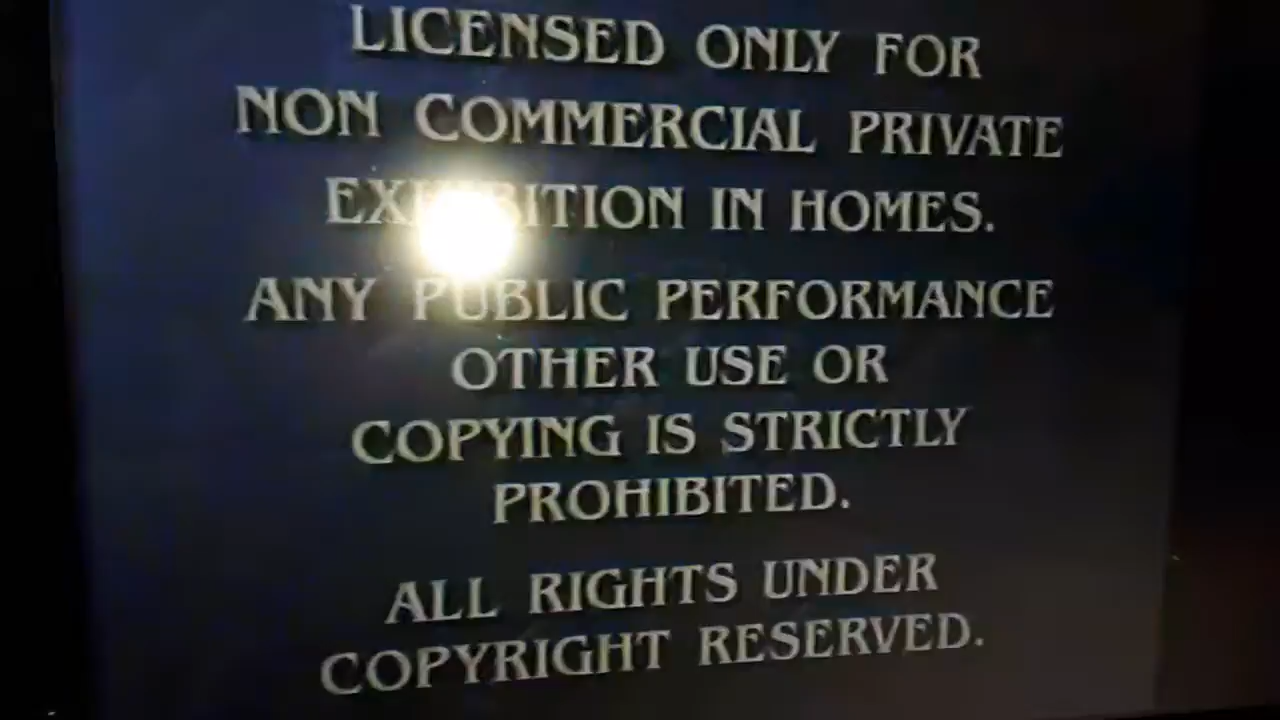 LICENSED ONLY FOR
NON COMMERCIAL PRIVATE
EXHIBITION IN HOMES.
ANY PUBLIC PERFORMANCE
OTHER USE OR
COPYING IS STRICTLY
PROHIBITED.
ALL RIGHTS UNDER
COPYRIGHT RESERVED.